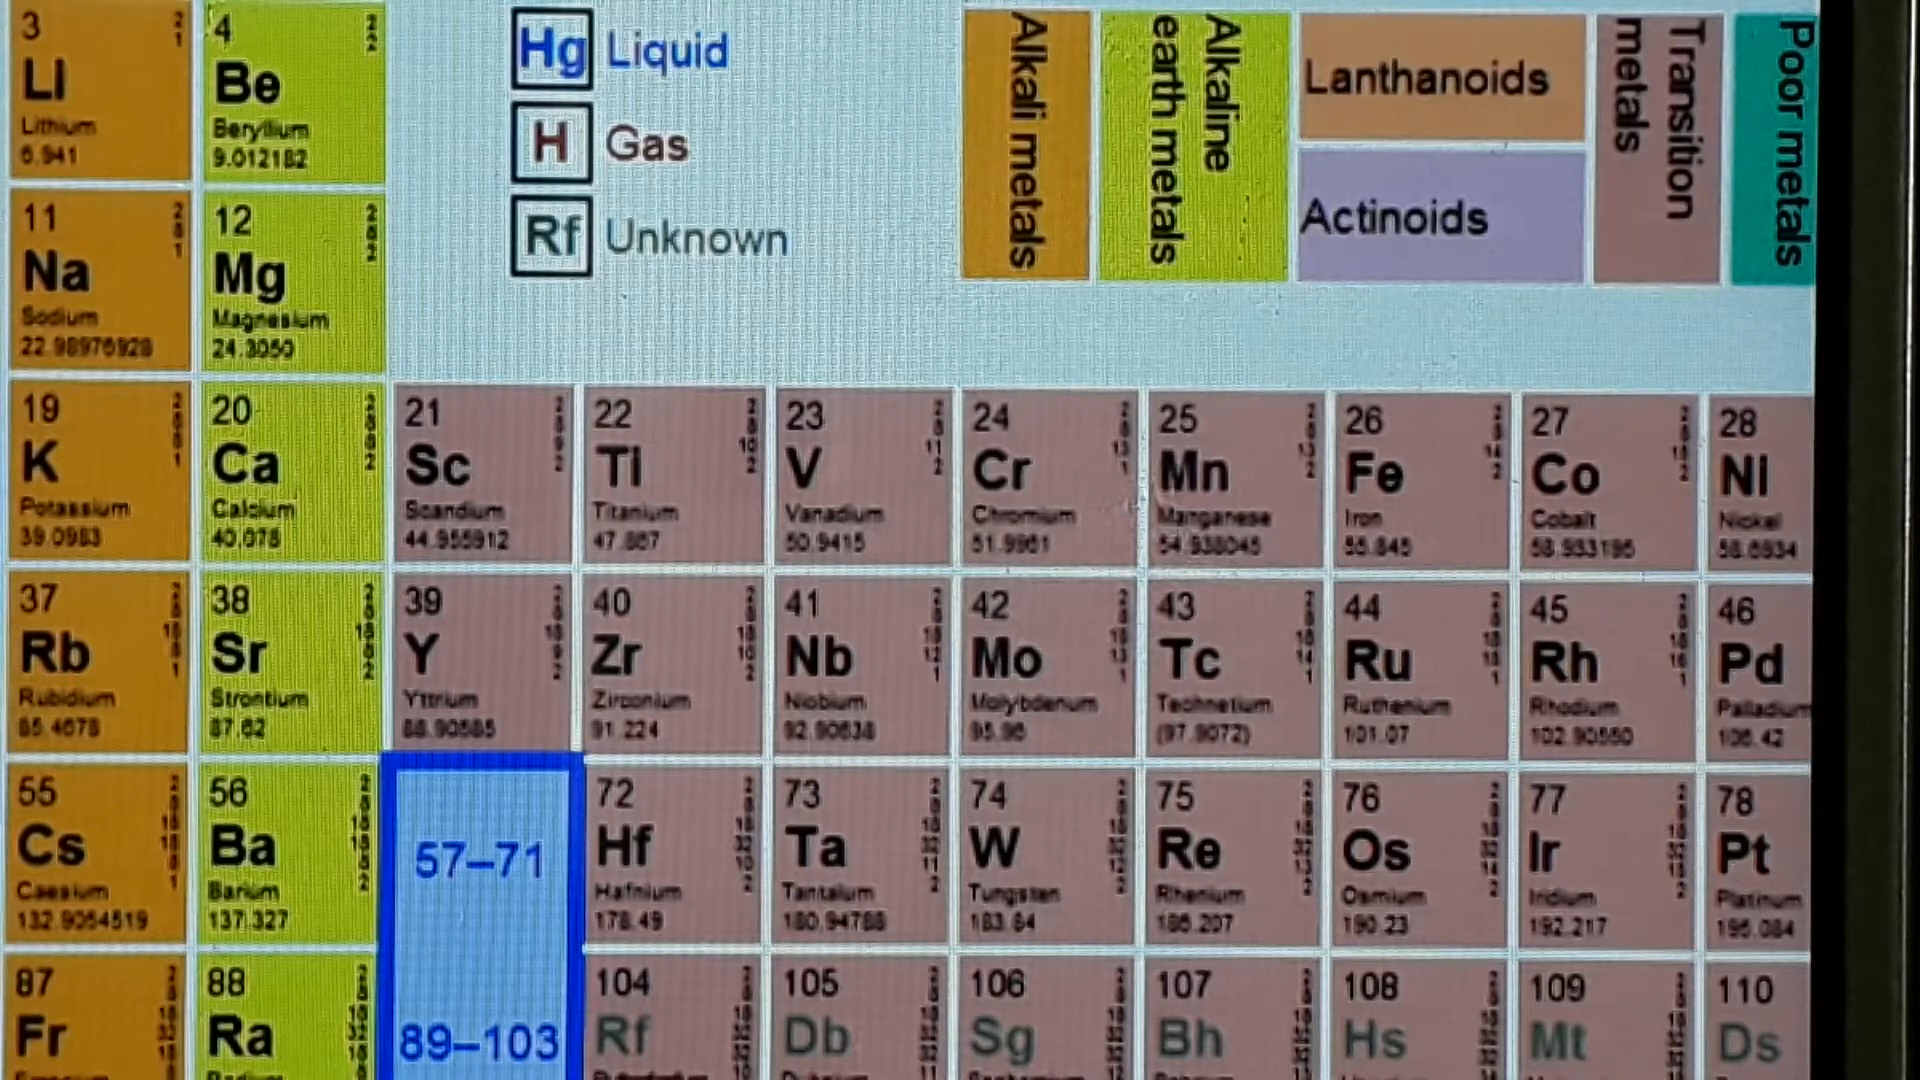 3
Li
Lithium
6.941
4
Be
Beryllium
9.012182
Hg Liquid
H Gas
Rf Unknown
Alkali metals
Alkaline
earth metals
Lanthanoids
Actinoids
Transition
metals
Poor metals
11
Na
Sodium
22.98976928
12
Mg
Magnesium
24.3050
19
K
Potassium
39.0983
20
Ca
Calcium
40.078
21
Sc
Scandium
44.955912
22
Ti
Titanium
47.867
23
V
Vanadium
50.9415
24
Cr
Chromium
51.9961
25
Mn
Manganese
54.938045
26
Fe
Iron
55.845
27
Co
Cobalt
58.933195
28
Ni
Nickel
58.6934
37
Rb
Rubidium
85.4678
38
Sr
Strontium
87.62
39
Y
Yttrium
88.90585
40
Zr
Zirconium
91.224
41
Nb
Niobium
92.90638
42
Mo
Molybdenum
95.96
43
Tc
Technetium
(97.9072)
44
Ru
Ruthenium
101.07
45
Rh
Rhodium
102.90550
46
Pd
Palladium
106.42
55
Cs
Caesium
132.9054519
56
Ba
Barium
137.327
57–71
72
Hf
Hafnium
178.49
73
Ta
Tantalum
180.94788
74
W
Tungsten
183.84
75
Re
Rhenium
186.207
76
Os
Osmium
190.23
77
Ir
Iridium
192.217
78
Pt
Platinum
195.084
87
Fr
88
Ra
89–103
104
Rf
105
Db
106
Sg
107
Bh
108
Hs
109
Mt
110
Ds